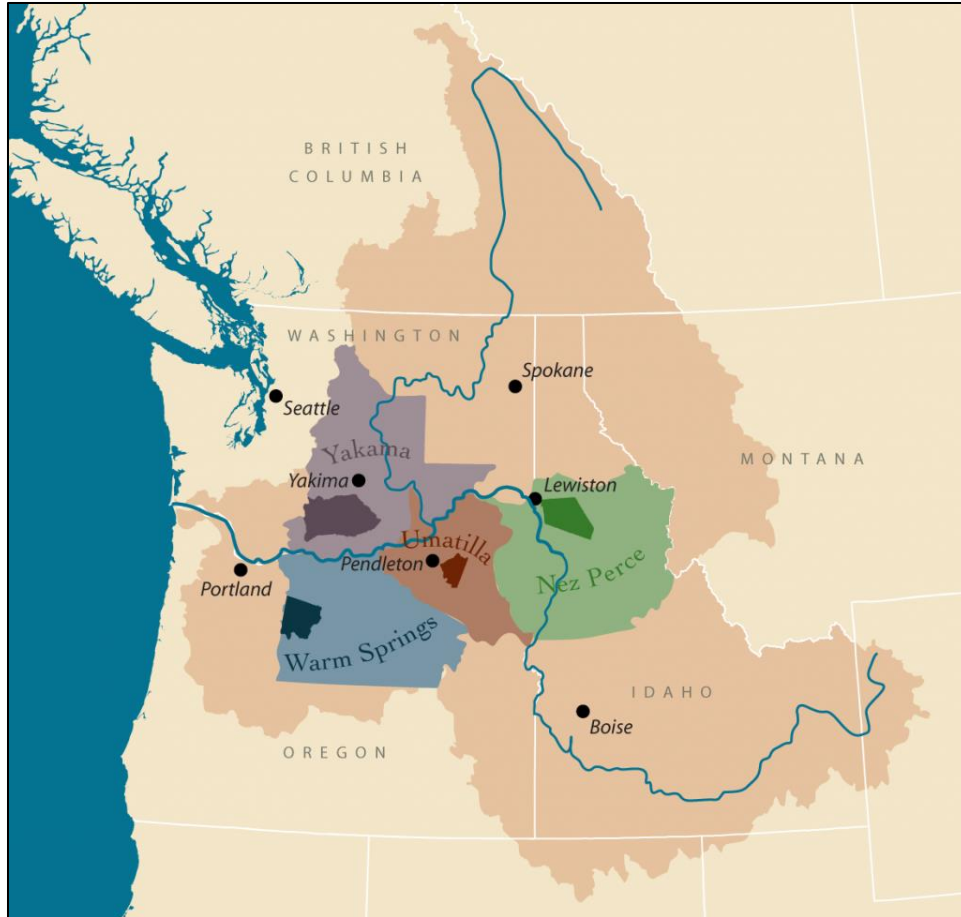 BRITISH
COLUMBIA
WASHINGTON
Spokane
Seattle
Yakama
MONTANA
Yakima
Lewiston
Umatilla
Pendleton
Nez Perce
Portland
Warm Springs
IDAHO
Boise
OREGON